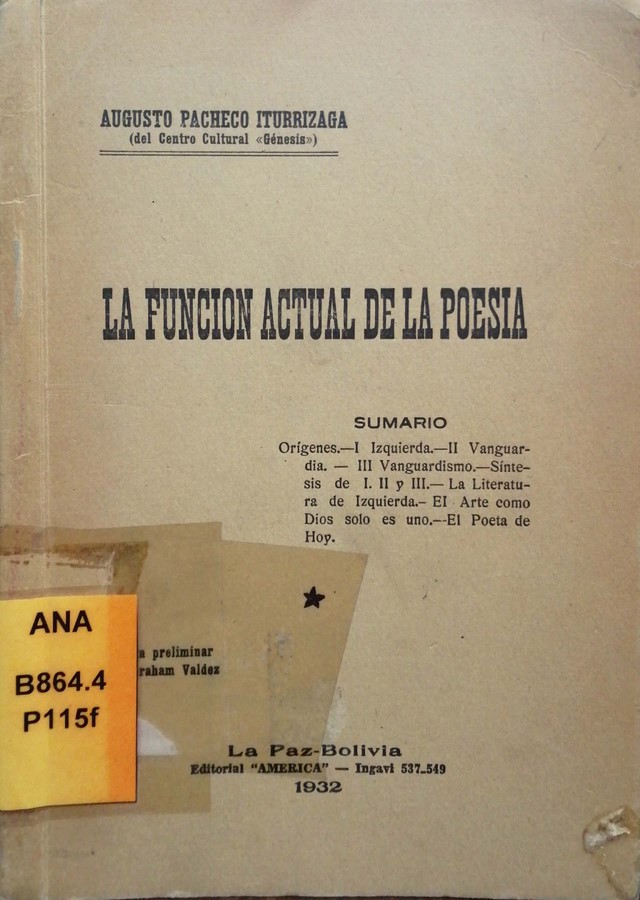 AUGUSTO PACHECO ITURRIZAGA
(del Centro Cultural «Génesis»)
LA FUNCION ACTUAL DE LA POESIA
SUMARIO
Orígenes.—I Izquierda.—II Vanguar-
dia. — III Vanguardismo.—Sínte-
sis de I. II y III.— La Literatu-
ra de Izquierda.- El Arte como
Dios solo es uno.--El Poeta de
Hoy.
ANA
B864.4
P115f
preliminar
Valdez
La Paz-Bolivia
Editorial "AMERICA" — Ingavi 537-549
1932